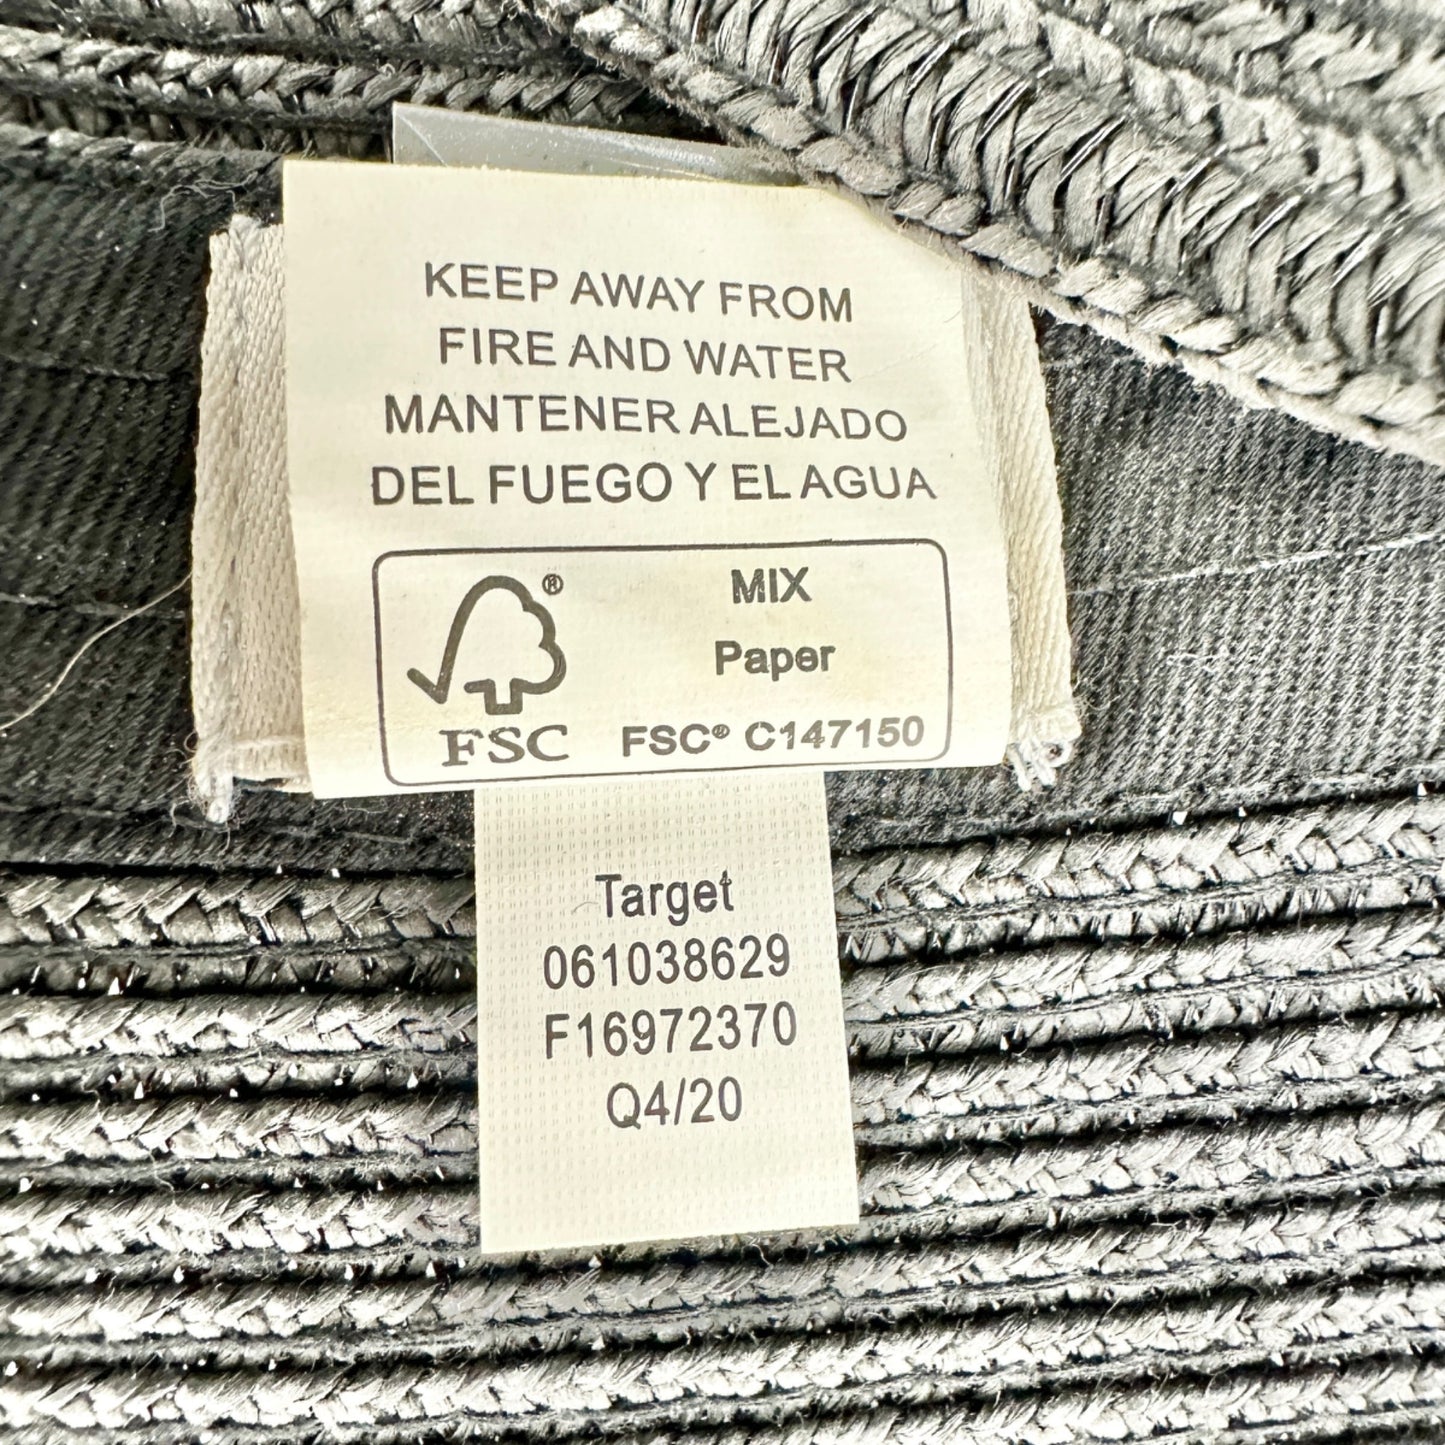 KEEP AWAY FROM
FIRE AND WATER
MANTENER ALEJADO
DEL FUEGO Y EL AGUA
®
FSC
MIX
Paper
FSC® C147150
Target
061038629
F16972370
Q4/20